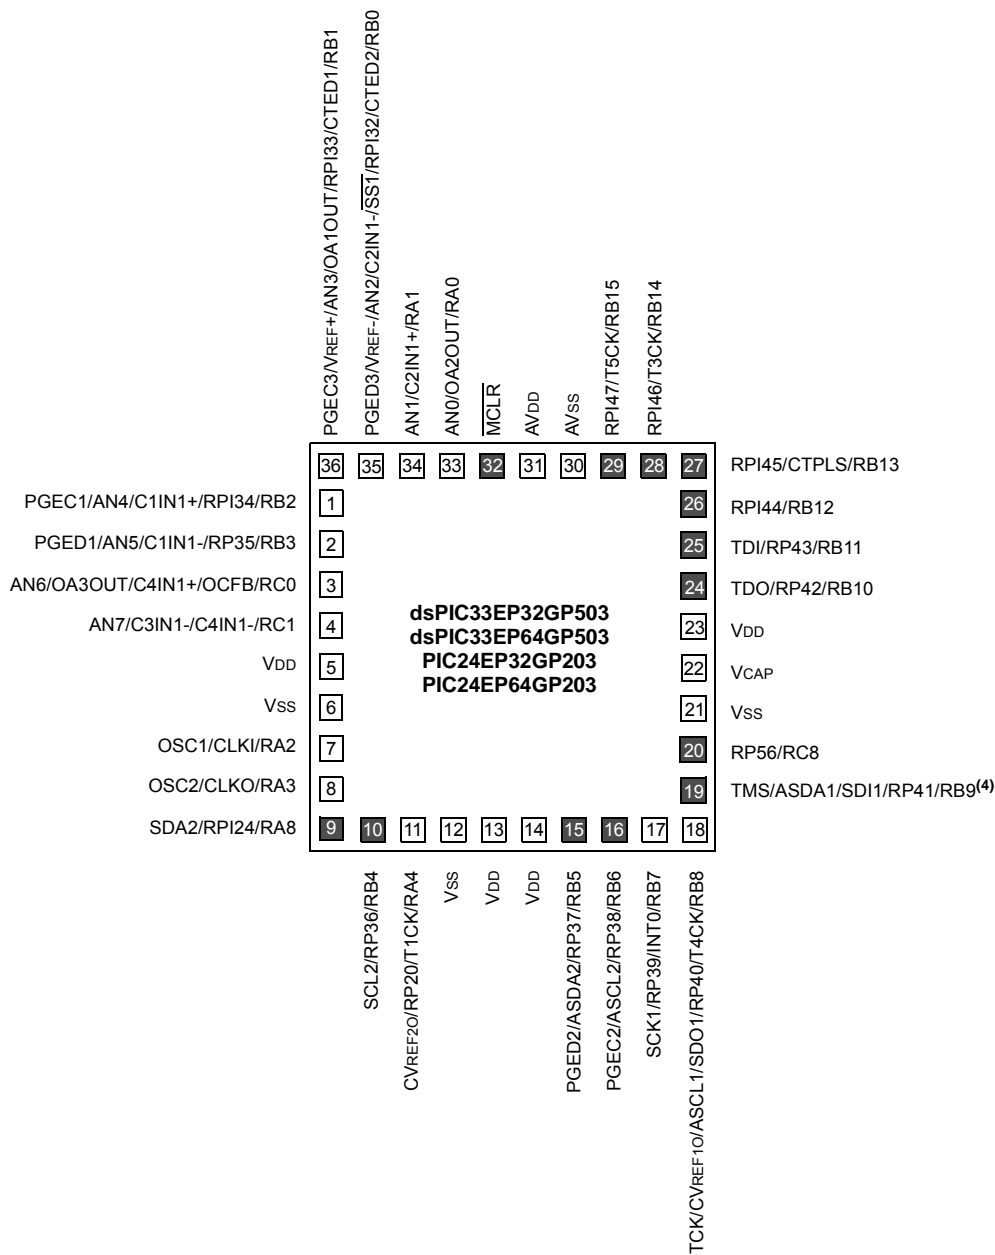 PGEC3/VREF+/AN3/OA1OUT/RPI33/CTED1/RB1
PGED3/VREF-/AN2/C2IN1-/SS1/RPI32/CTED2/RB0
AN1/C2IN1+/RA1
AN0/OA2OUT/RA0
MCLR
AVDD
AVSS
RPI47/T5CK/RB15
RPI46/T3CK/RB14
36 35 34 33 32 31 30 29 28 27 RPI45/CTPLS/RB13
PGEC1/AN4/C1IN1+/RPI34/RB2 1
26 RPI44/RB12
PGED1/AN5/C1IN1-/RP35/RB3 2
25 TDI/RP43/RB11
AN6/OA3OUT/C4IN1+/OCFB/RC0 3
24 TDO/RP42/RB10
AN7/C3IN1-/C4IN1-/RC1 4
23 VDD
dsPIC33EP32GP503
dsPIC33EP64GP503
PIC24EP32GP203
PIC24EP64GP203
VDD 5
22 VCAP
VSS 6
21 VSS
OSC1/CLKI/RA2 7
20 RP56/RC8
OSC2/CLKO/RA3 8
19 TMS/ASDA1/SDI1/RP41/RB9(4)
SDA2/RPI24/RA8 9 10 11 12 13 14 15 16 17 18
SCL2/RP36/RB4
CVREF2O/RP20/T1CK/RA4
VSS
VDD
VDD
PGED2/ASDA2/RP37/RB5
PGEC2/ASCL2/RP38/RB6
SCK1/RP39/INT0/RB7
TCK/CVREF1O/ASCL1/SDO1/RP40/T4CK/RB8